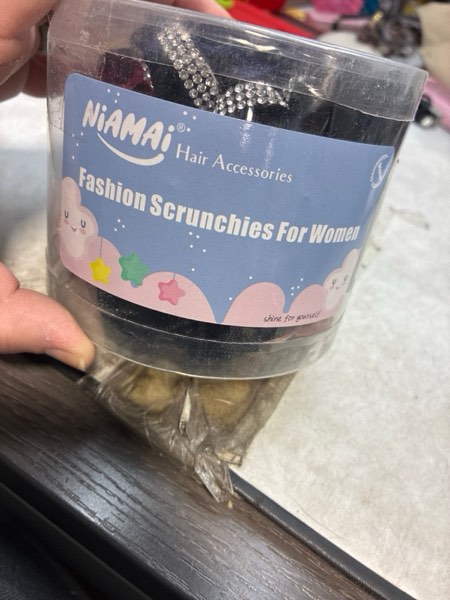 NiAMAi®
Hair Accessories
Fashion Scrunchies For Women
shine for yourself